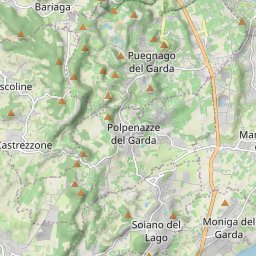 Bariaga
Puegnago
del Garda
scoline
Polpenazze
del Garda
Mar
Castrezzone
Soiano del
Lago
Moniga del
Garda